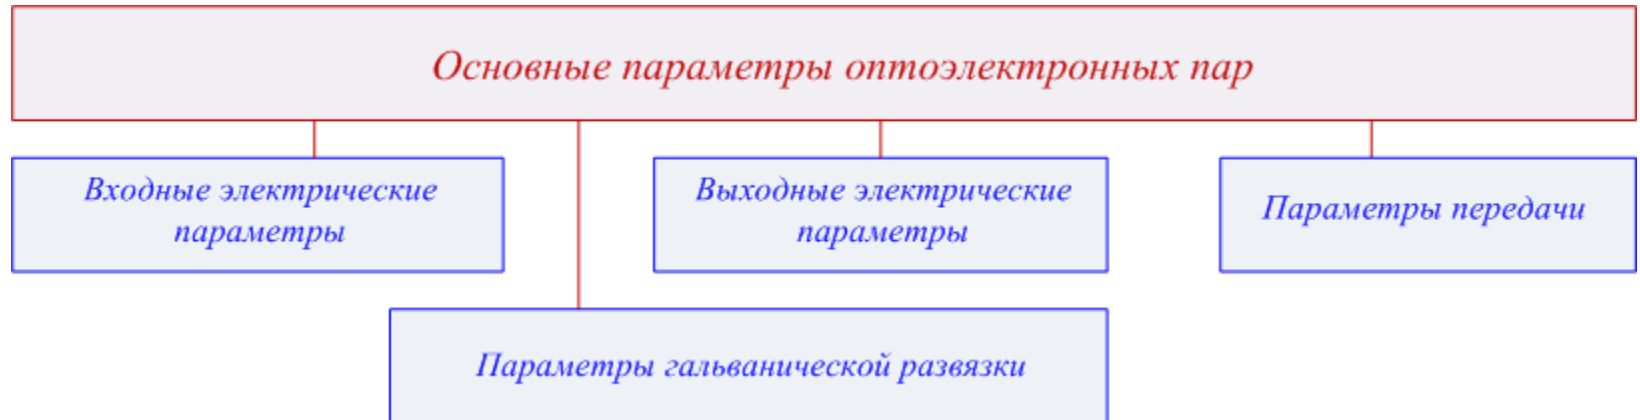 Основные параметры оптоэлектронных пар
Входные электрические
параметры
Выходные электрические
параметры
Параметры передачи
Параметры гальванической развязки